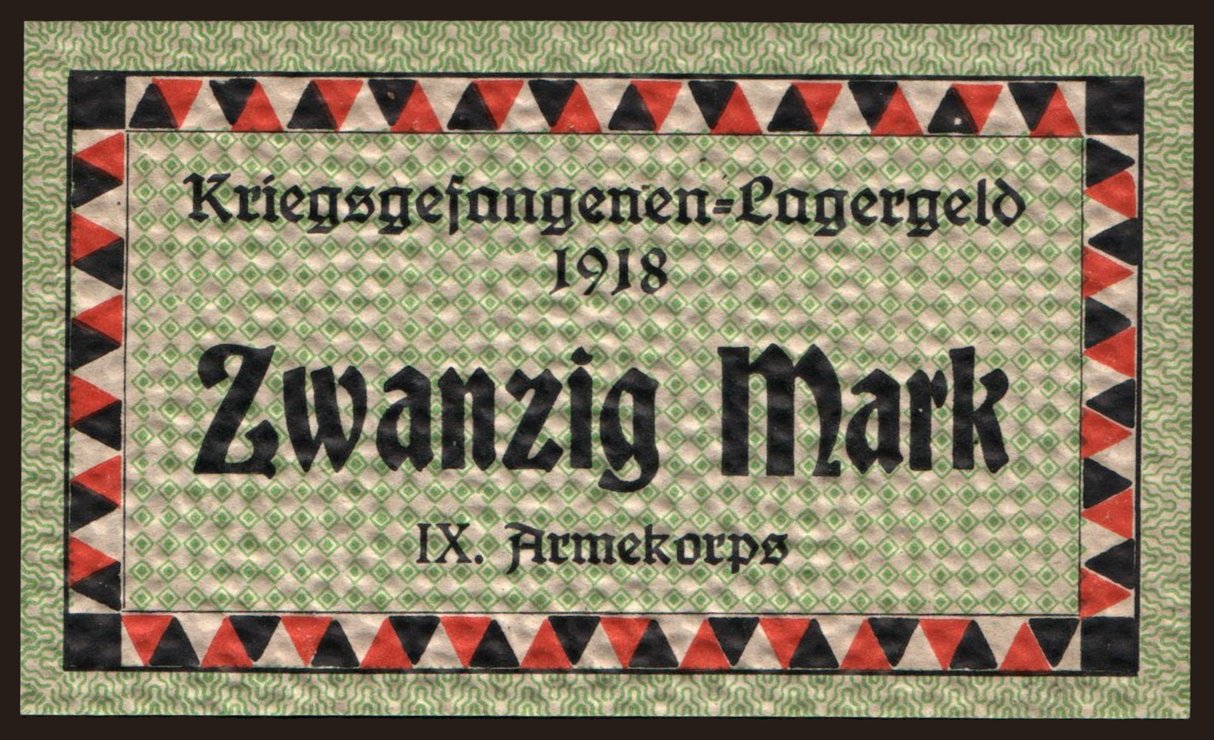 Kriegsgefangenen=Lagergeld
1918
Zwanzig Mark
IX. Armekorps